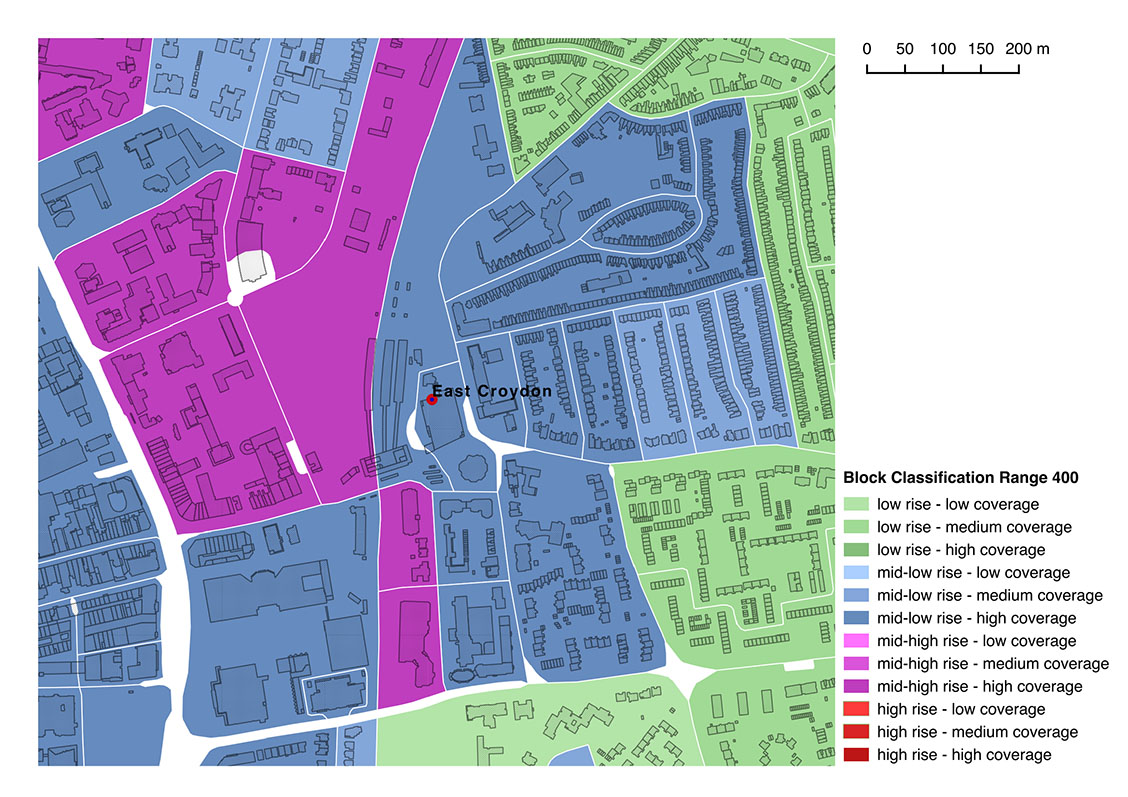 0 50 100 150 200 m
East Croydon
Block Classification Range 400
low rise - low coverage
low rise - medium coverage
low rise - high coverage
mid-low rise - low coverage
mid-low rise - medium coverage
mid-low rise - high coverage
mid-high rise - low coverage
mid-high rise - medium coverage
mid-high rise - high coverage
high rise - low coverage
high rise - medium coverage
high rise - high coverage